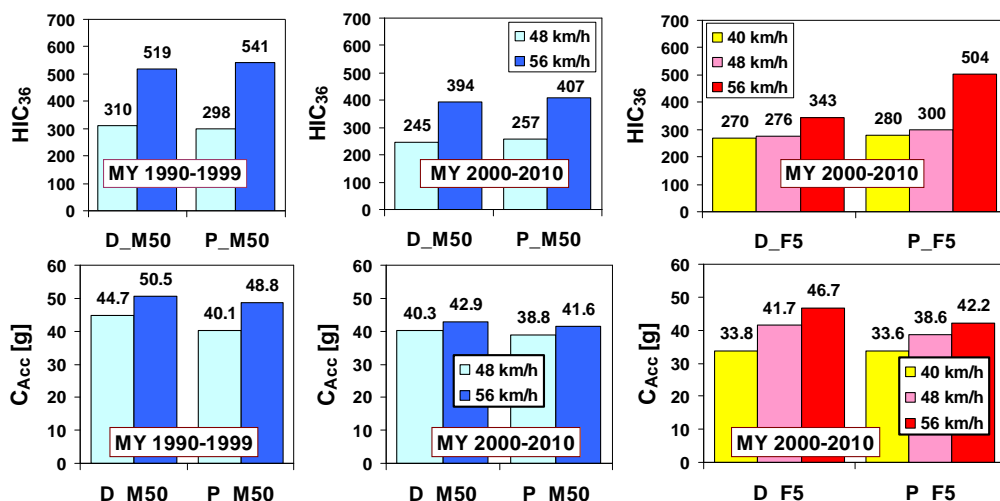 HIC36
700
600
500
400
300
200
100
0
310
519
298
541
MY 1990-1999
D_M50 P_M50
HIC36
700
600
500
400
300
200
100
0
48 km/h
56 km/h
245
394
257
407
MY 2000-2010
D_M50 P_M50
HIC36
700
600
500
400
300
200
100
0
40 km/h
48 km/h
56 km/h
270
276
343
280
300
504
MY 2000-2010
D_F5 P_F5
CAcc [g]
60
50
40
30
20
10
0
44.7
50.5
40.1
48.8
MY 1990-1999
D_M50 P_M50
CAcc [g]
60
50
40
30
20
10
0
40.3
42.9
38.8
41.6
48 km/h
56 km/h
MY 2000-2010
D_M50 P_M50
CAcc [g]
60
50
40
30
20
10
0
33.8
41.7
46.7
33.6
38.6
42.2
40 km/h
48 km/h
56 km/h
MY 2000-2010
D_F5 P_F5